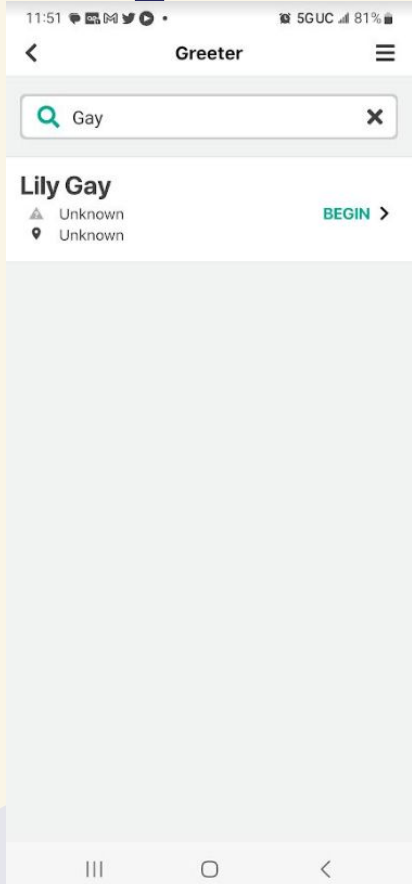 11:51 5GUC 81%
Greeter
Gay
Lily Gay
Unknown
BEGIN
Unknown